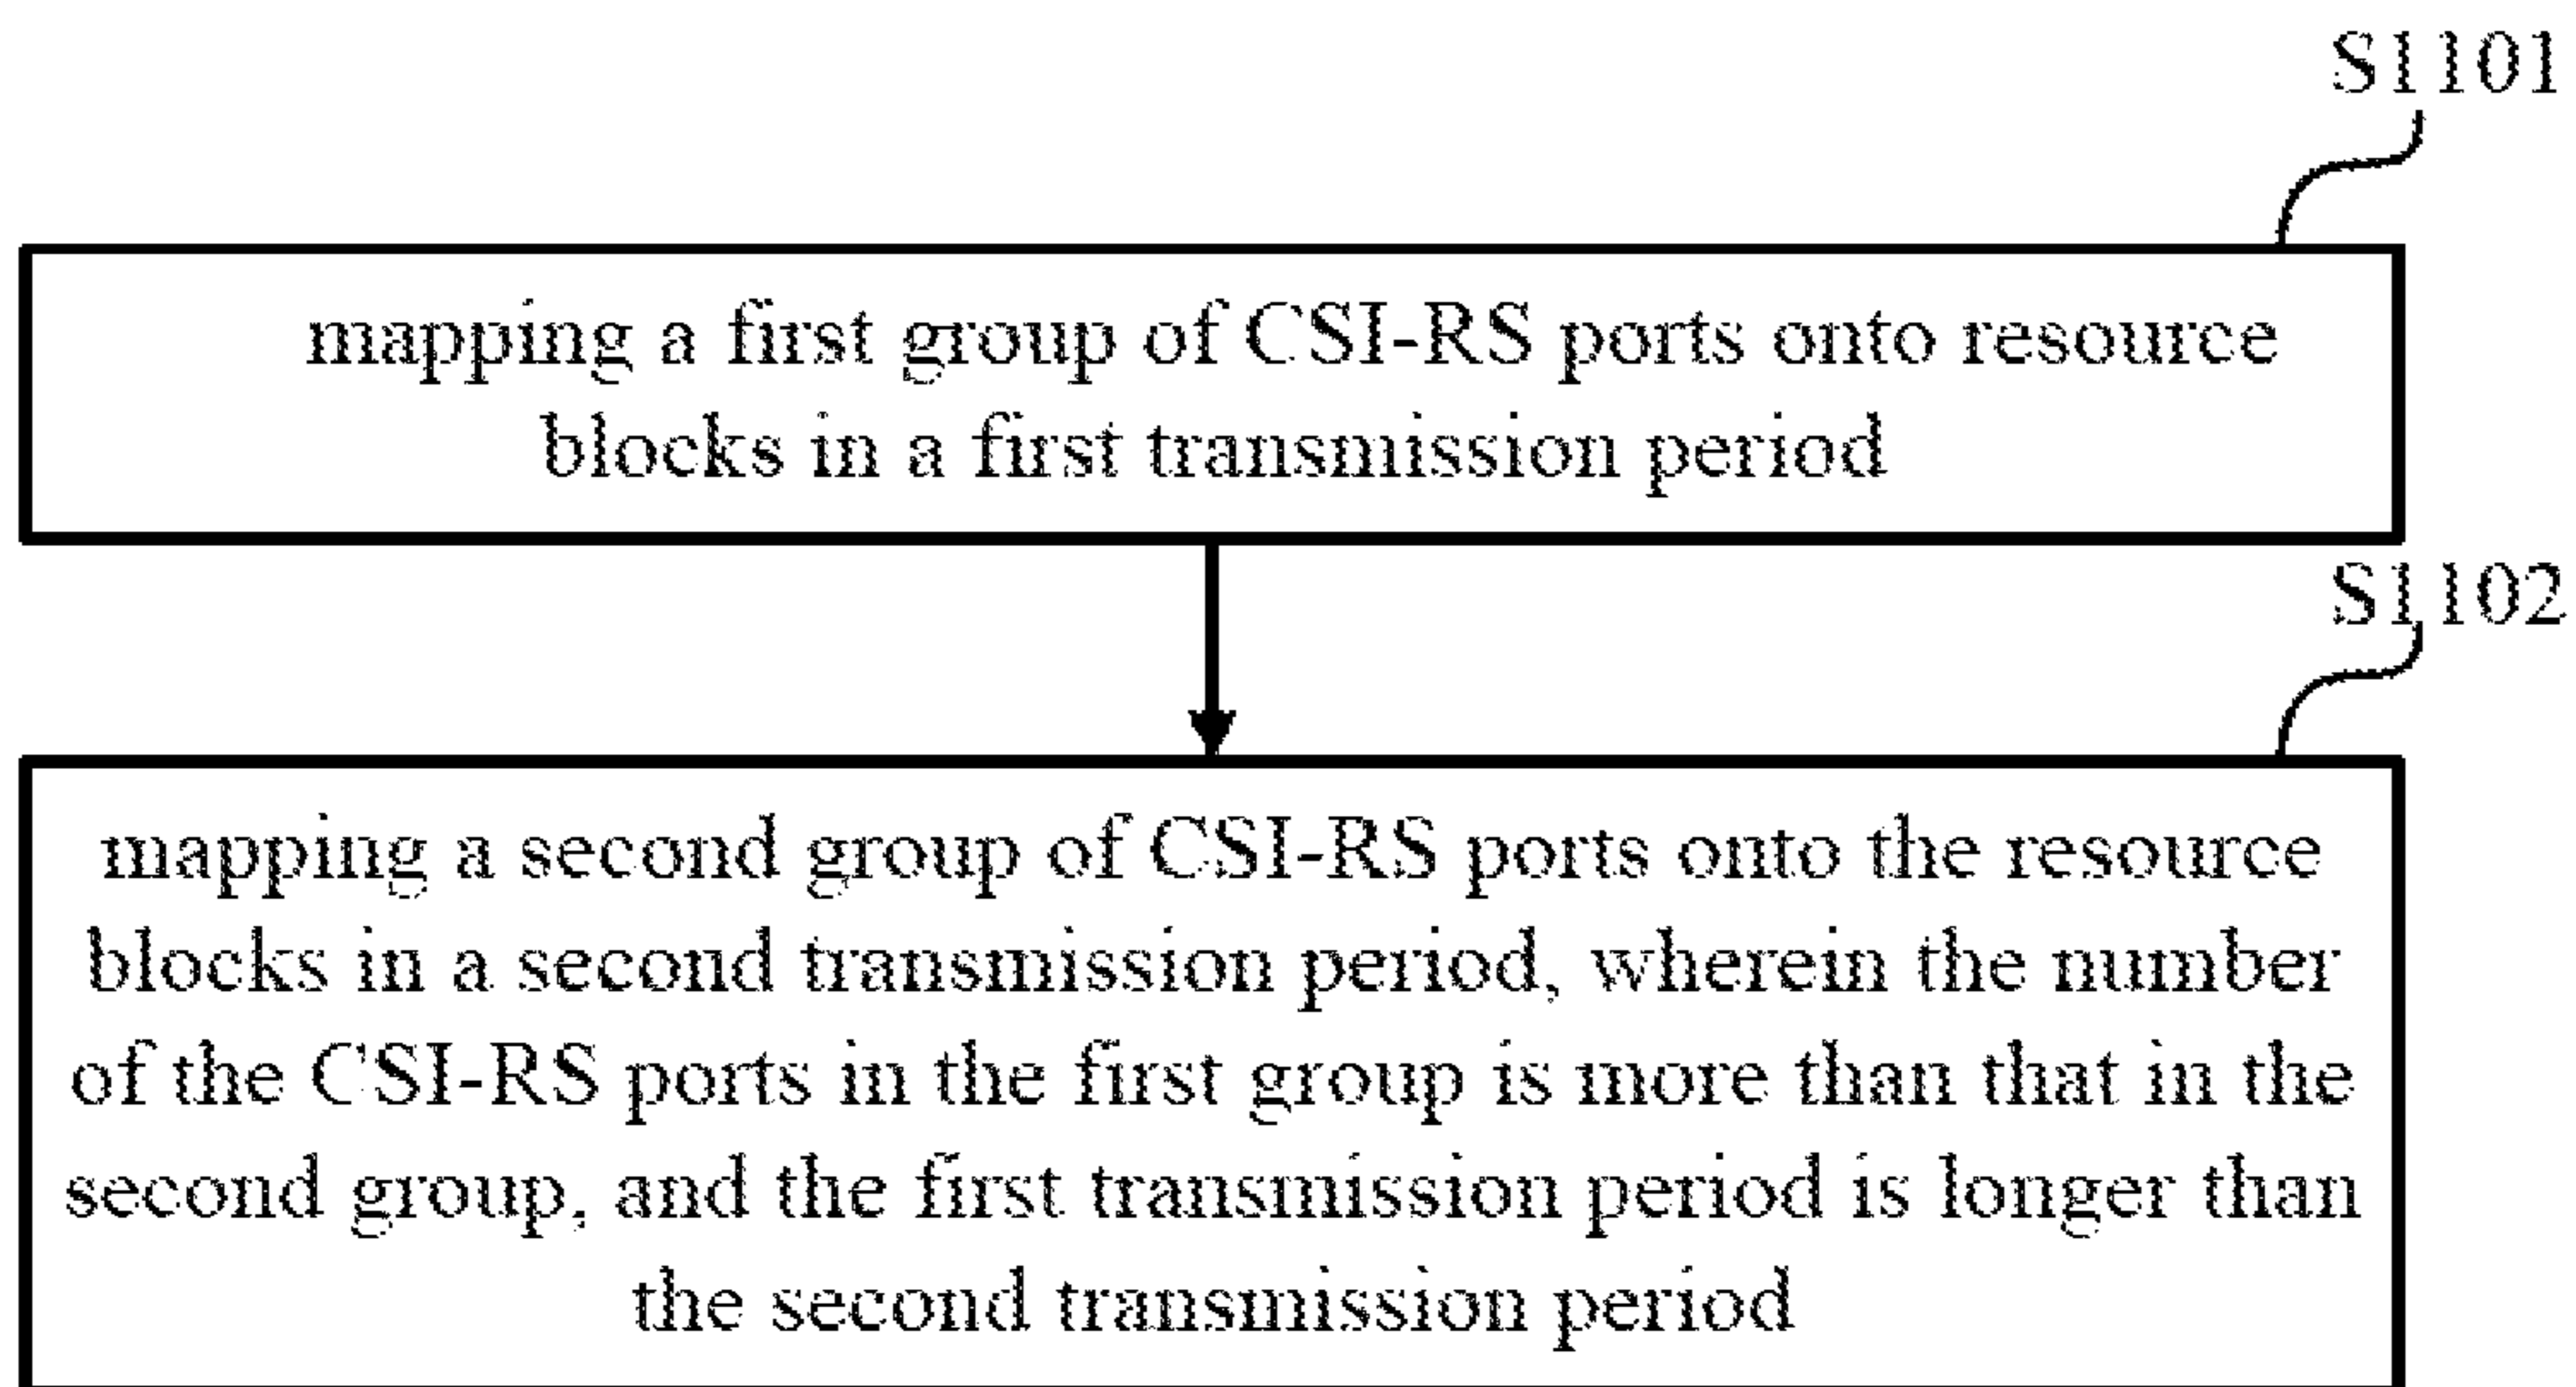 S1101
mapping a first group of CSI-RS ports onto resource
blocks in a first transmission period
S1102
mapping a second group of CSI-RS ports onto the resource
blocks in a second transmission period, wherein the number
of the CSI-RS ports in the first group is more than that in the
second group, and the first transmission period is longer than
the second transmission period